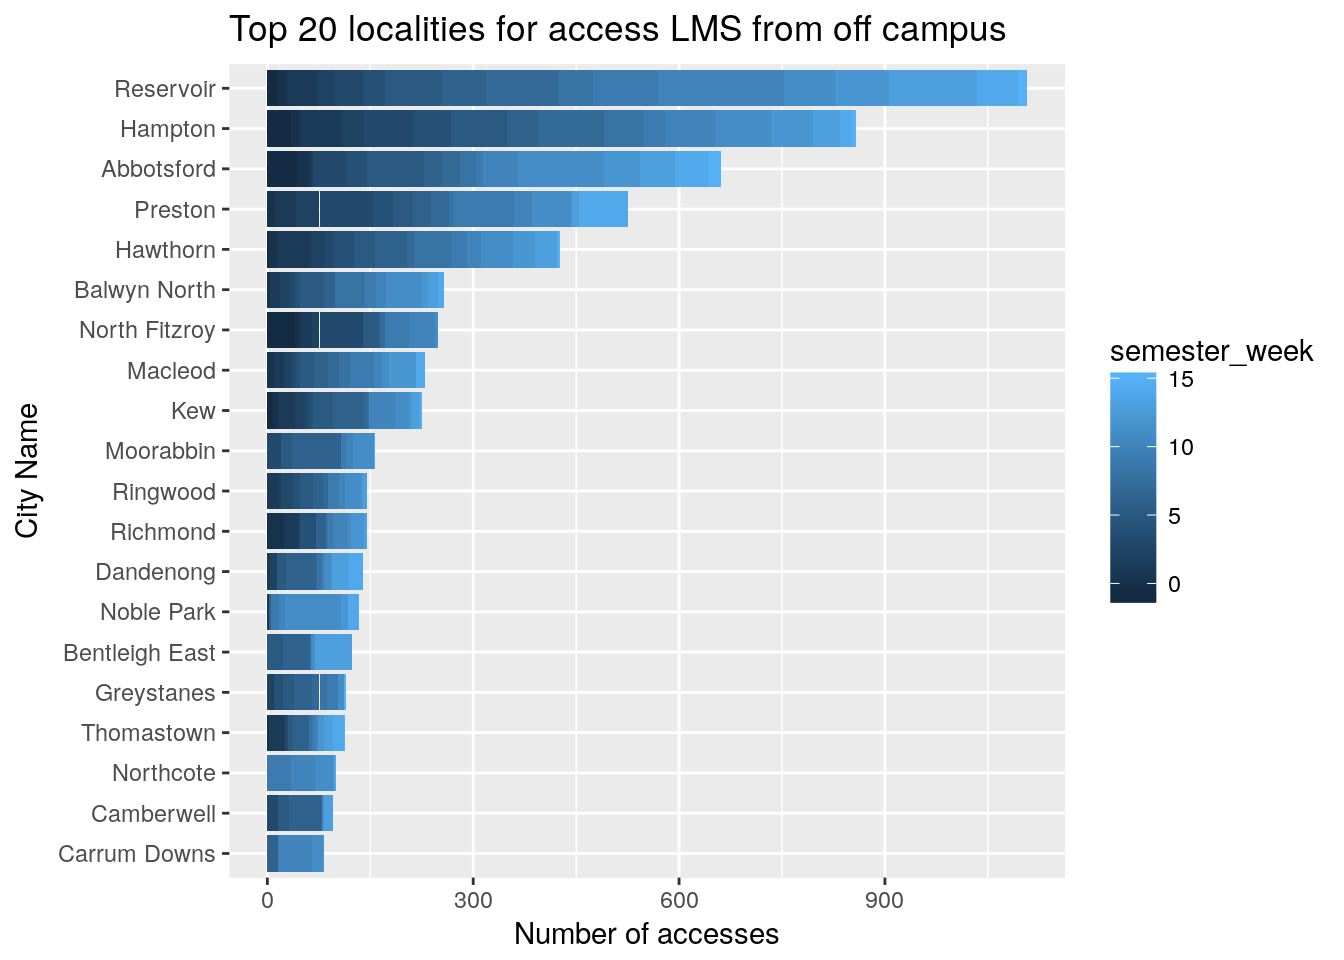 Top 20 localities for access LMS from off campus
City Name
Reservoir
Hampton
Abbotsford
Preston
Hawthorn
Balwyn North
North Fitzroy
Macleod
Kew
Moorabbin
Ringwood
Richmond
Dandenong
Noble Park
Bentleigh East
Greystanes
Thomastown
Northcote
Camberwell
Carrum Downs
0 300 600 900
Number of accesses
semester_week
15
10
5
0